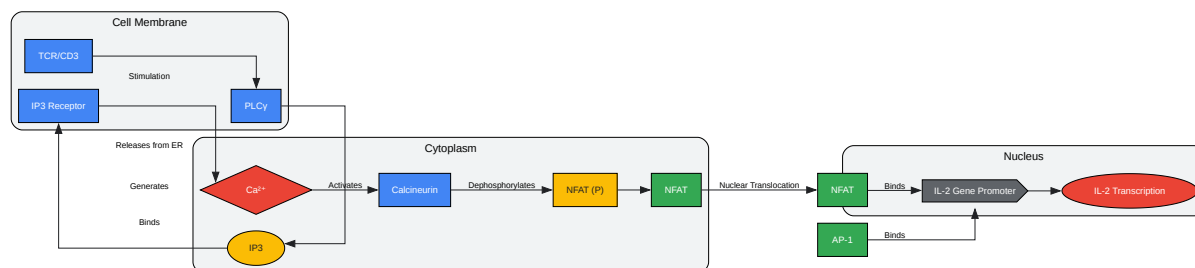 Cell Membrane
TCR/CD3
Stimulation
IP3 Receptor
PLCγ
Releases from ER
Cytoplasm
Nucleus
Generates
Ca²⁺
Activates
Calcineurin
Dephosphorylates
NFAT (P)
NFAT
Nuclear Translocation
NFAT
Binds
IL-2 Gene Promoter
IL-2 Transcription
Binds
IP3
AP-1
Binds